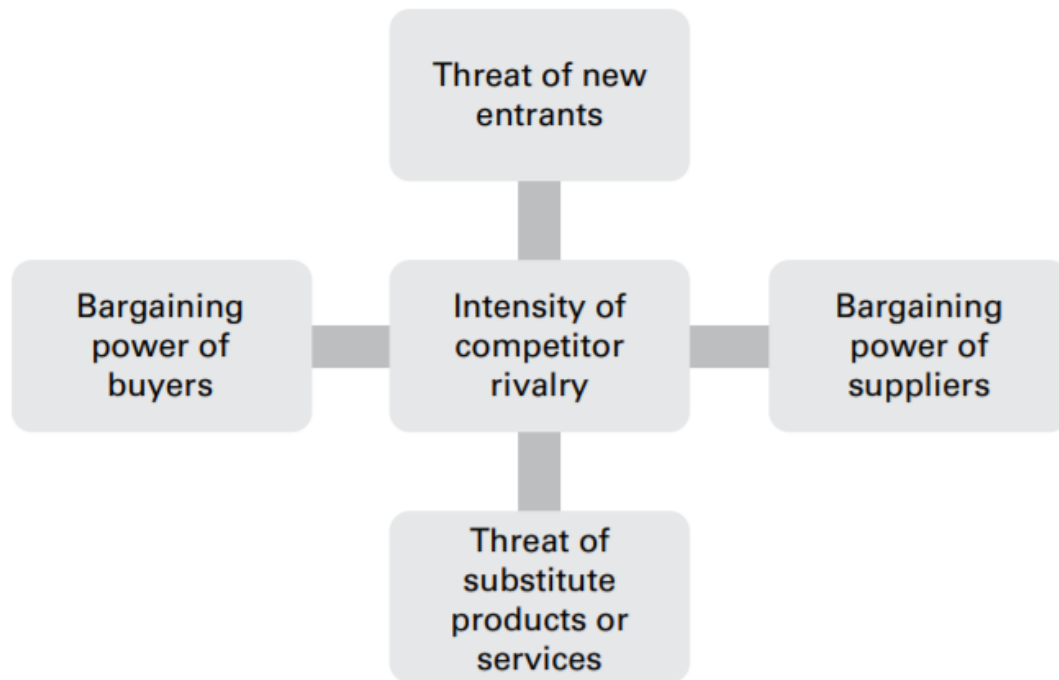 Threat of new
entrants
Bargaining
power of
buyers
Intensity of
competitor
rivalry
Bargaining
power of
suppliers
Threat of
substitute
products or
services